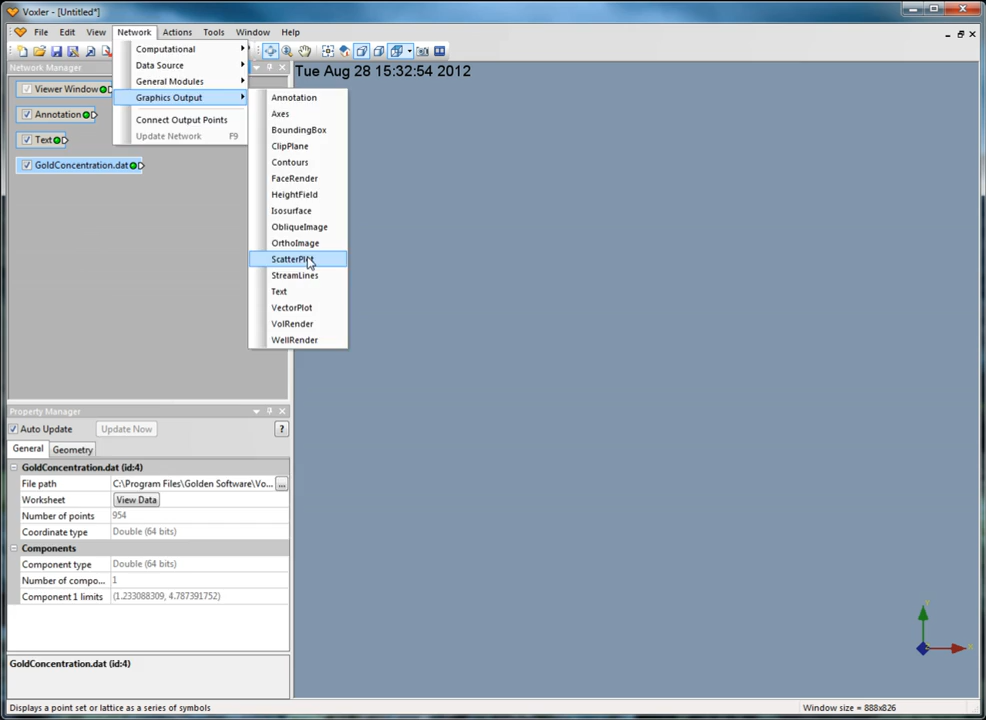 Voxler - [Untitled*]
File Edit View Network Actions Tools Window Help
Network Manager
Viewer Window
Annotation
Text
GoldConcentration.dat
Computational
Data Source
General Modules
Graphics Output
Connect Output Points
Update Network F9
Annotation
Axes
BoundingBox
ClipPlane
Contours
FaceRender
HeightField
Isosurface
ObliqueImage
OrthoImage
ScatterPlot
StreamLines
Text
VectorPlot
VolRender
WellRender
Tue Aug 28 15:32:54 2012
Property Manager
Auto Update Update Now ?
General Geometry
GoldConcentration.dat (id:4)
File path C:\Program Files\Golden Software\Vo... ...
Worksheet View Data
Number of points 954
Coordinate type Double (64 bits)
Components
Component type Double (64 bits)
Number of compo... 1
Component 1 limits (1.233088309, 4.787391752)
GoldConcentration.dat (id:4)
Displays a point set or lattice as a series of symbols Window size = 888x826